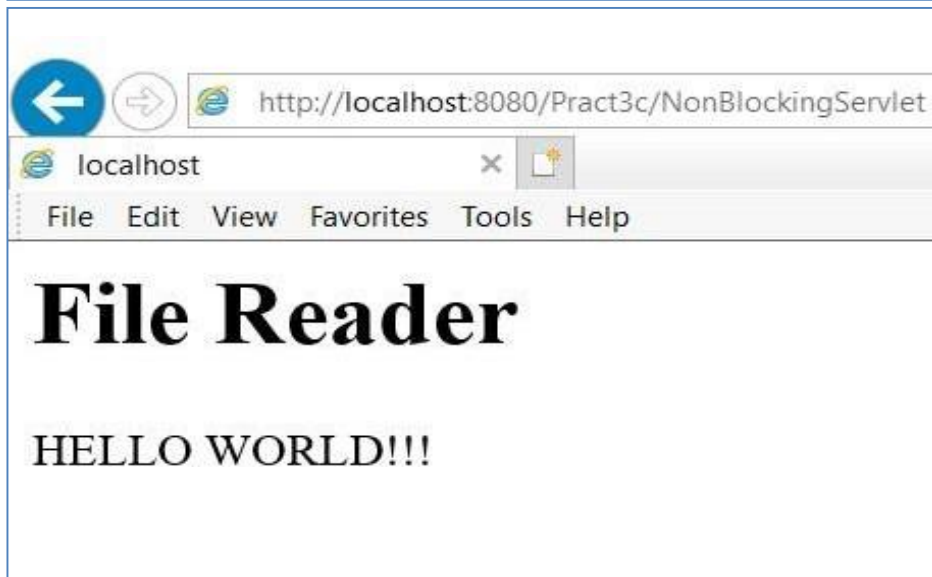 http://localhost:8080/Pract3c/NonBlockingServlet
localhost
File Edit View Favorites Tools Help
File Reader
HELLO WORLD!!!